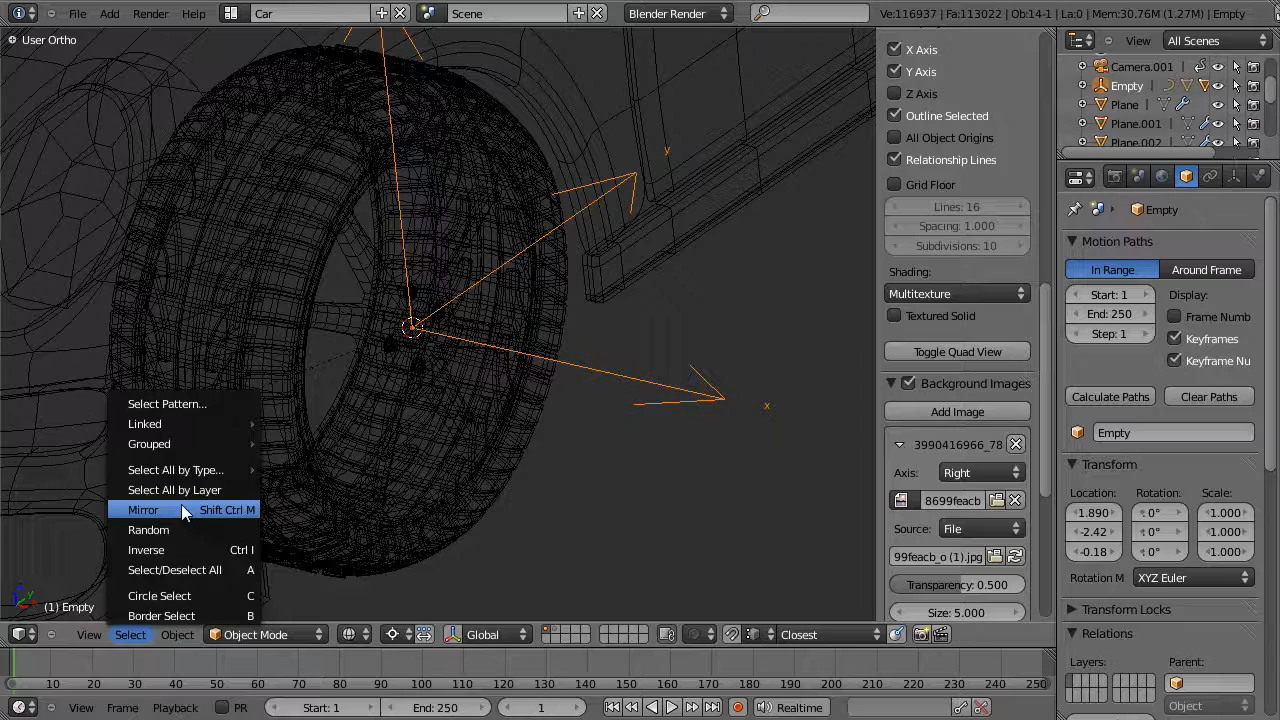 File Add Render Help Car Scene Blender Render Ve:116937 | Fa:113022 | Ob:14-1 | La:0 | Mem:30.76M (1.27M) | Empty
User Ortho
X Axis
Y Axis
Z Axis
Outline Selected
All Object Origins
Relationship Lines
Grid Floor
Lines: 16
Spacing: 1.000
Subdivisions: 10
Shading:
Multitexture
Textured Solid
Toggle Quad View
Background Images
Add Image
3990416966_78
Axis: Right
8699feacb
Source: File
99feacb_o (1).jpg
Transparency: 0.500
Size: 5.000
View All Scenes
Camera.001
Empty
Plane
Plane.001
Plane.002
Empty
Motion Paths
In Range Around Frame
Start: 1 Display:
End: 250 Frame Numb
Step: 1 Keyframes
Keyframe Nu
Calculate Paths Clear Paths
Empty
Transform
Location: Rotation: Scale:
1.890 0° 1.000
-2.42 0° 1.000
-0.18 0° 1.000
Rotation M XYZ Euler
Transform Locks
Relations
Layers: Parent:
Object
y
x
Select Pattern...
Linked
Grouped
Select All by Type...
Select All by Layer
Mirror Shift Ctrl M
Random
Inverse Ctrl I
Select/Deselect All A
Circle Select C
Border Select B
z y
(1) Empty
View Select Object Object Mode Global Closest
10 20 30 40 50 60 70 80 90 100 110 120 130 140 150 160 170 180 190 200 210 220 230 240 250
View Frame Playback PR Start: 1 End: 250 1 Realtime